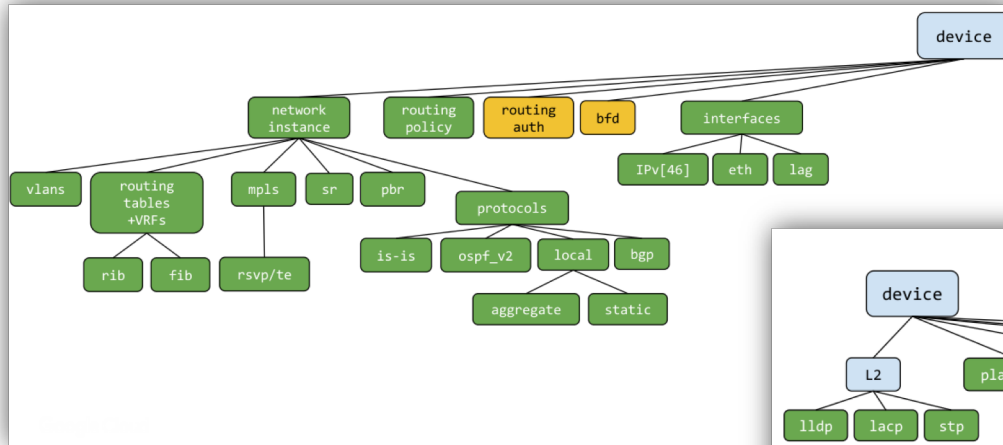 device
network
instance
routing
policy
routing
auth
bfd
interfaces
IPv[46]
eth
lag
vlans
routing
tables
+VRFs
mpls
sr
pbr
protocols
rib
fib
rsvp/te
is-is
ospf_v2
local
bgp
aggregate
static
device
L2
pla
lldp
lacp
stp